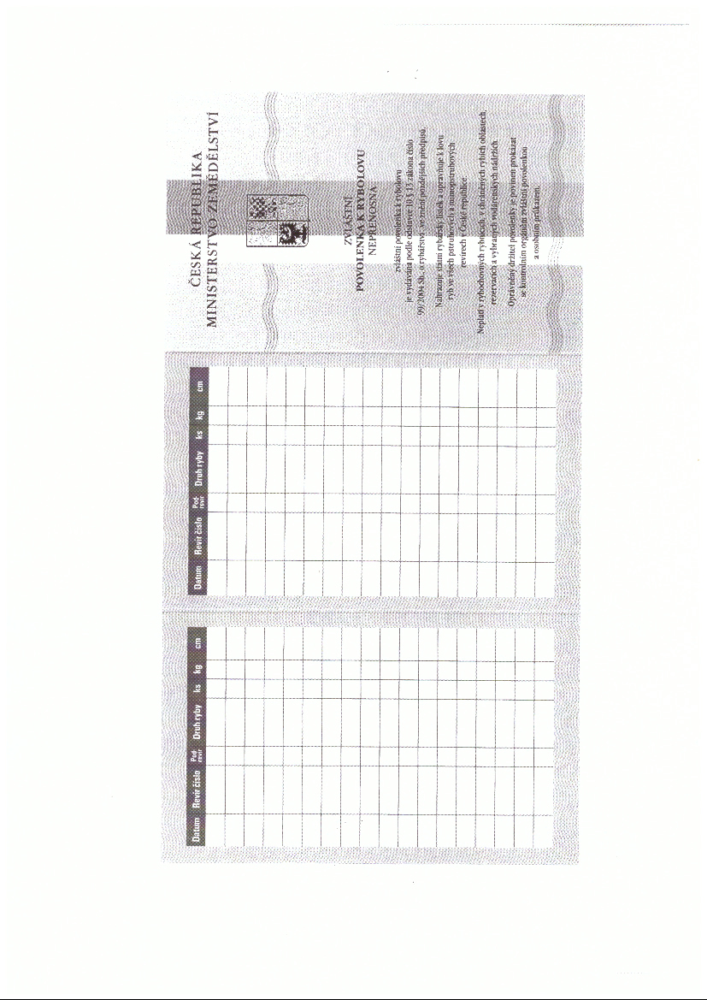 ČESKÁ REPUBLIKA
MINISTERSTVO ZEMĚDĚLSTVÍ
ZVLÁŠTNÍ
POVOLENKA K RYBOLOVU
NEPŘENOSNÁ
zvláštní povolenka k rybolovu
je vydávána podle odstavce 10 § 13 zákona číslo
99/2004 Sb., o rybářství, ve znění pozdějších předpisů.
Nahrazuje státní rybářský lístek a opravňuje k lovu
ryb ve všech pstruhových a mimopstruhových
revírech v České republice.
Neplatí v rybochovných rybnících, v chráněných rybích oblastech,
rezervacích a vybraných vodárenských nádržích.
Oprávněný držitel povolenky je povinen prokázat
se kontrolním orgánům zvláštní povolenkou
a osobním průkazem.
Datum Revír číslo Pod-revír Druh ryby ks kg cm
Datum Revír číslo Pod-revír Druh ryby ks kg cm